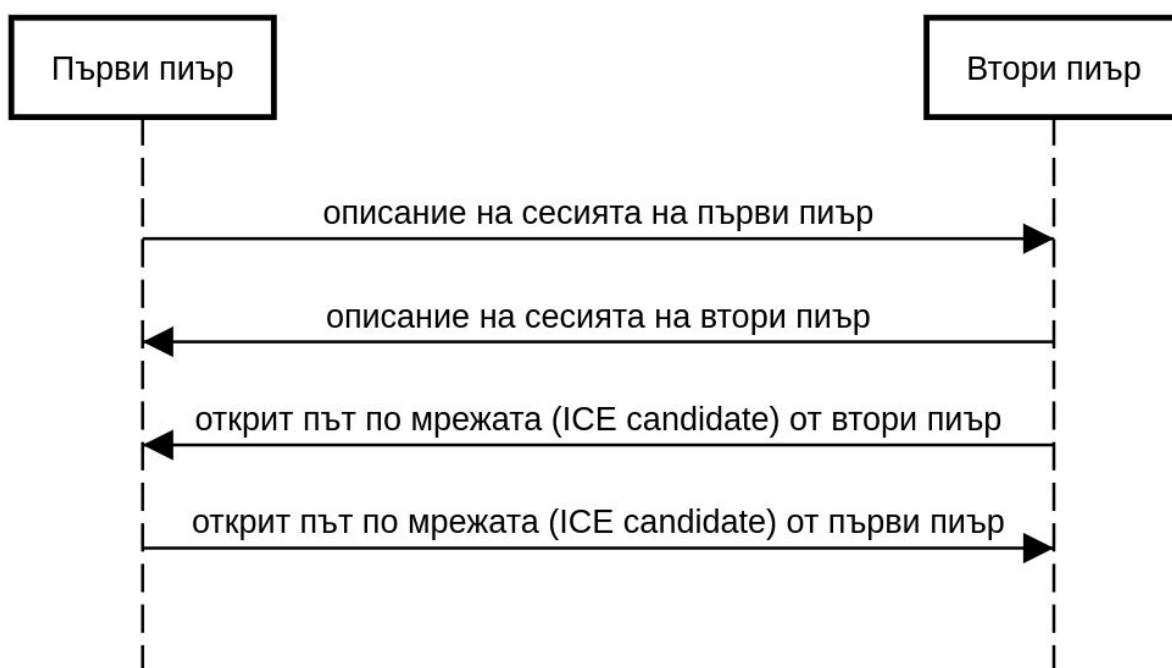 Първи пиър
Втори пиър
описание на сесията на първи пиър
описание на сесията на втори пиър
открит път по мрежата (ICE candidate) от втори пиър
открит път по мрежата (ICE candidate) от първи пиър